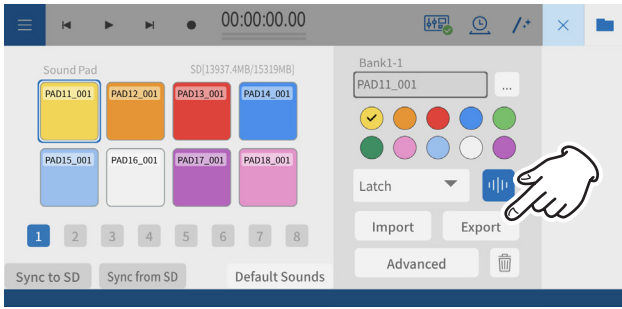 00:00:00.00
Sound Pad
SD[13937.4MB/15319MB]
PAD11_001
PAD12_001
PAD13_001
PAD14_001
PAD15_001
PAD16_001
PAD17_001
PAD18_001
1 2 3 4 5 6 7 8
Sync to SD
Sync from SD
Default Sounds
Bank1-1
PAD11_001
...
Latch
Import
Export
Advanced